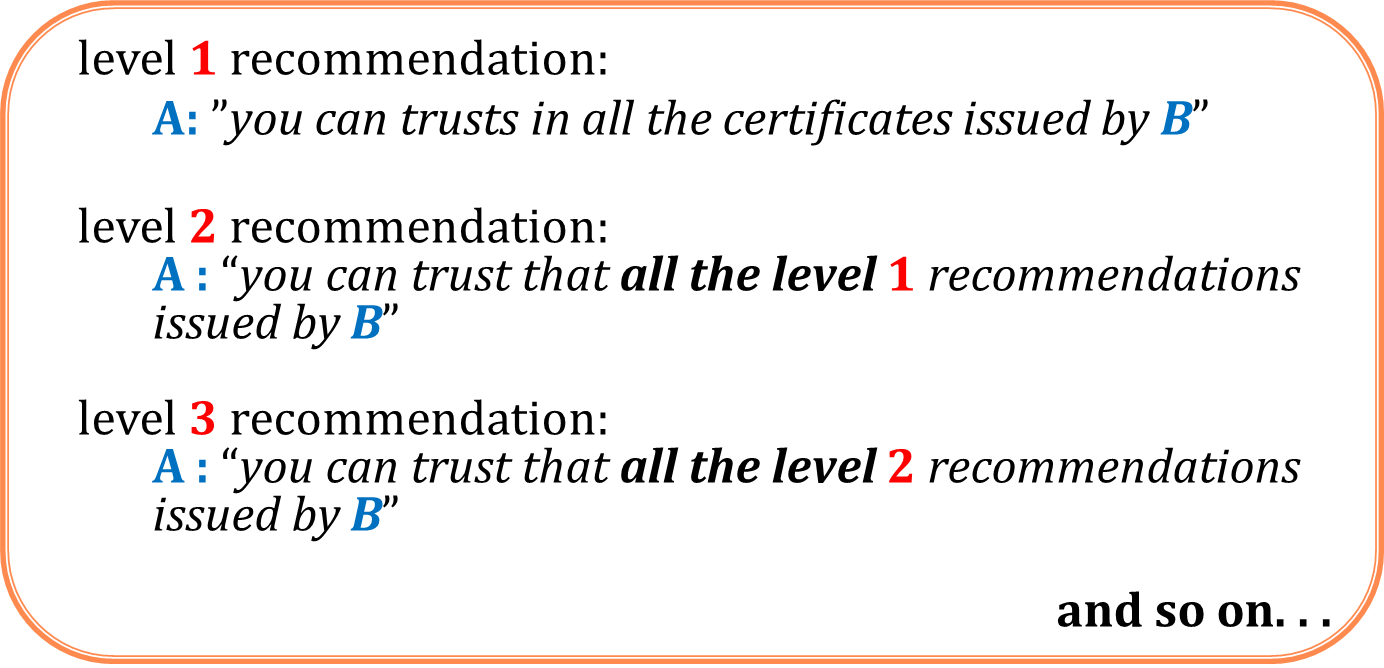 level 1 recommendation:
A: ”you can trusts in all the certificates issued by B”
level 2 recommendation:
A : “you can trust that all the level 1 recommendations
issued by B”
level 3 recommendation:
A : “you can trust that all the level 2 recommendations
issued by B”
and so on. . .